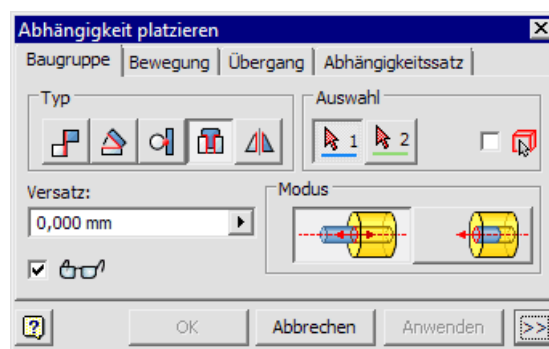 Abhängigkeit platzieren
Baugruppe Bewegung Übergang Abhängigkeitssatz
Typ Auswahl
1 2
Versatz: Modus
0,000 mm
OK Abbrechen Anwenden >>